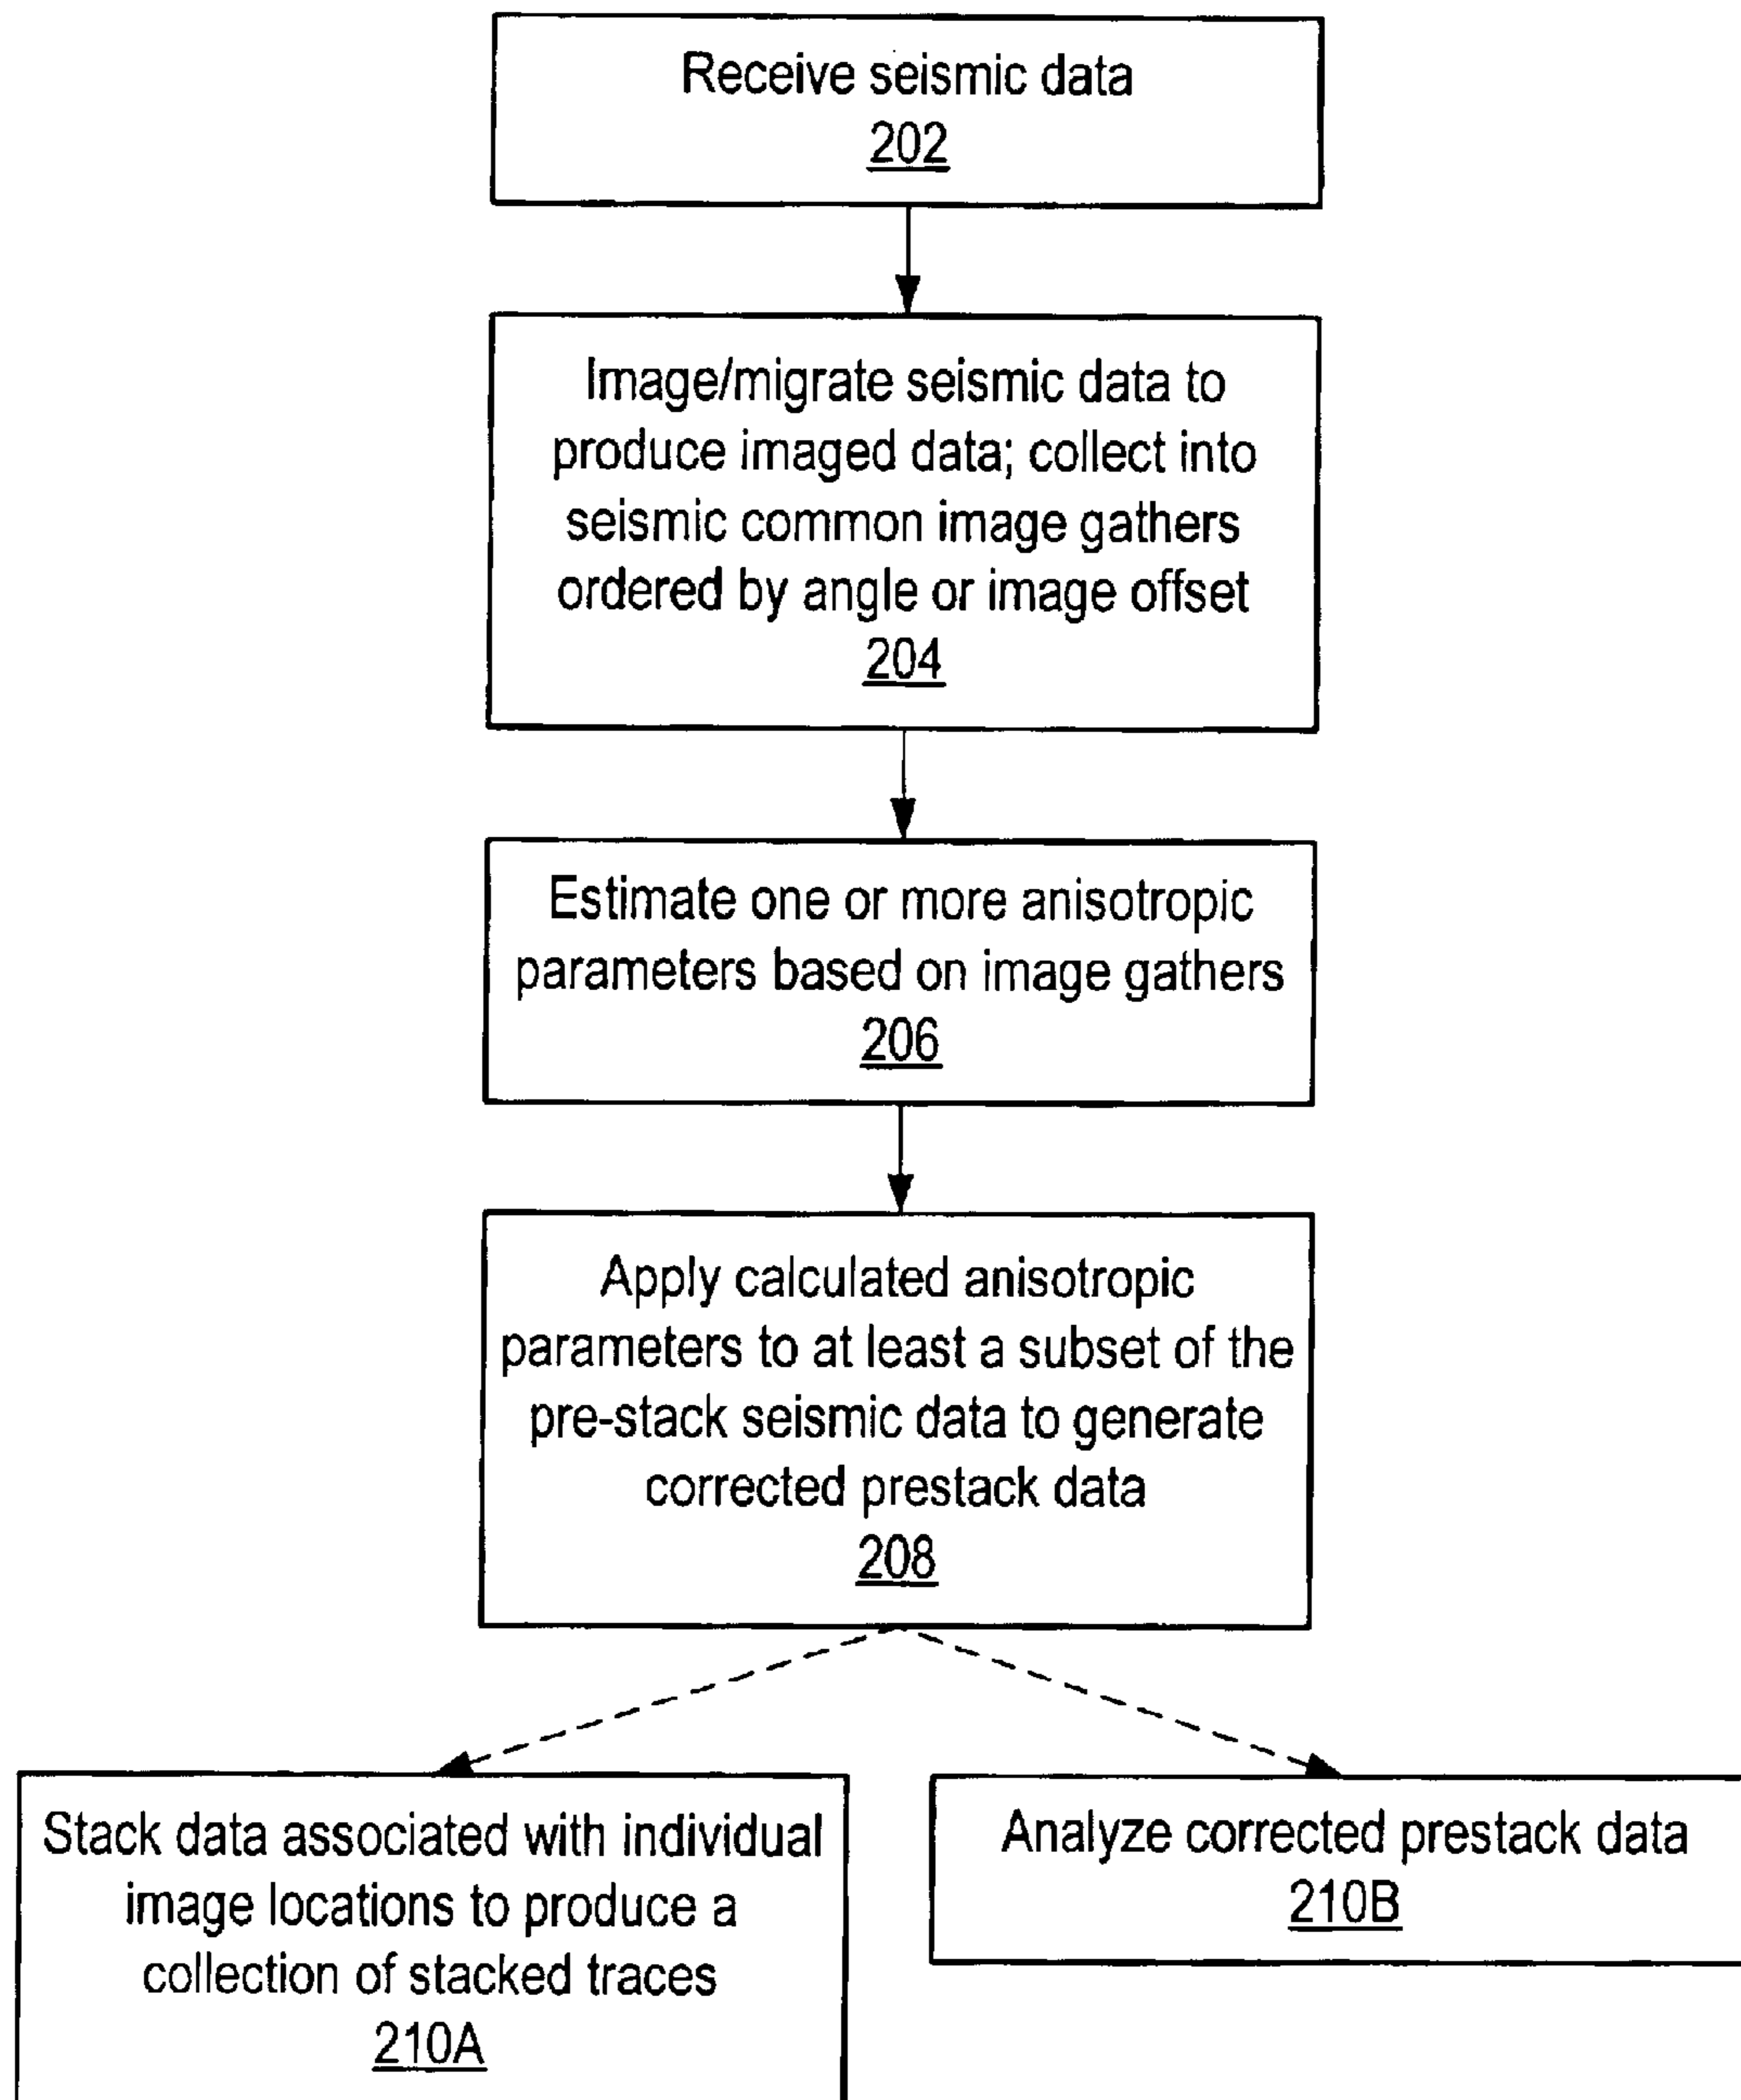 Receive seismic data
202
Image/migrate seismic data to
produce imaged data; collect into
seismic common image gathers
ordered by angle or image offset
204
Estimate one or more anisotropic
parameters based on image gathers
206
Apply calculated anisotropic
parameters to at least a subset of the
pre-stack seismic data to generate
corrected prestack data
208
Stack data associated with individual
image locations to produce a
collection of stacked traces
210A
Analyze corrected prestack data
210B